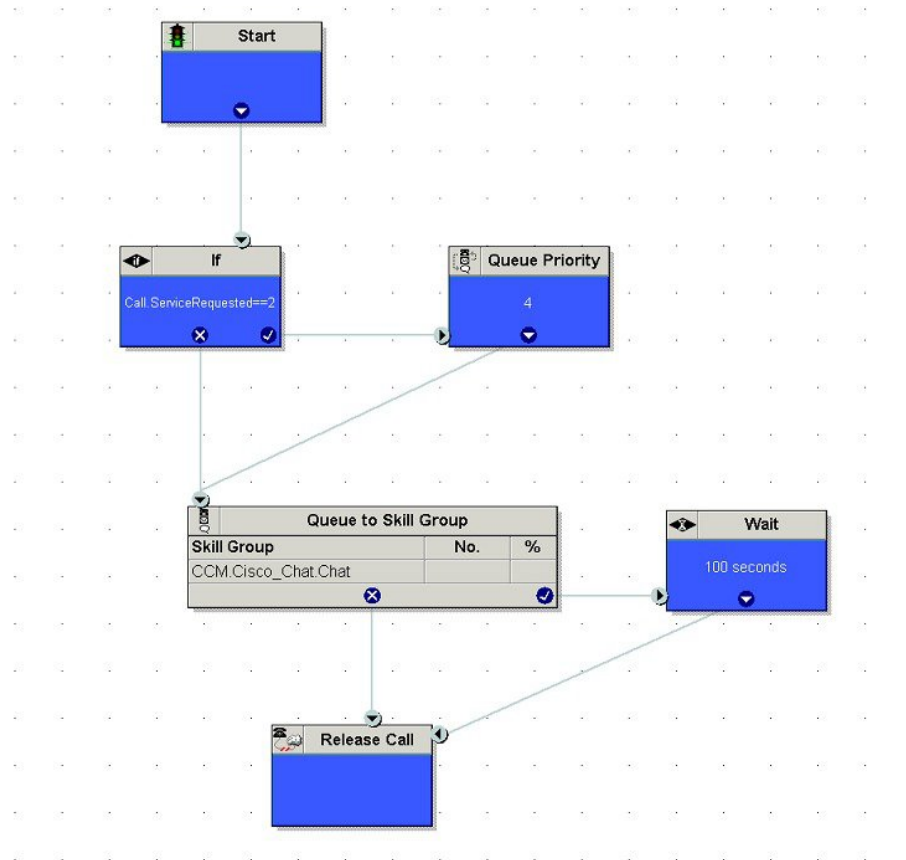 Start
If
Call.ServiceRequested==2
Queue Priority
4
Queue to Skill Group
Skill Group No. %
CCM.Cisco_Chat.Chat
Wait
100 seconds
Release Call